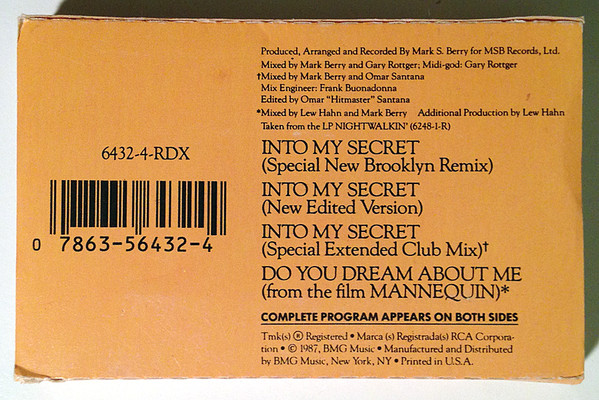 Produced, Arranged and Recorded By Mark S. Berry for MSB Records, Ltd.
Mixed by Mark Berry and Gary Rottger; Midi-god: Gary Rottger
†Mixed by Mark Berry and Omar Santana
Mix Engineer: Frank Buonadonna
Edited by Omar "Hitmaster" Santana
*Mixed by Lew Hahn and Mark Berry Additional Production by Lew Hahn
Taken from the LP NIGHTWALKIN' (6248-1-R)
6432-4-RDX
0 7863-56432-4
INTO MY SECRET
(Special New Brooklyn Remix)
INTO MY SECRET
(New Edited Version)
INTO MY SECRET
(Special Extended Club Mix)†
DO YOU DREAM ABOUT ME
(from the film MANNEQUIN)*
COMPLETE PROGRAM APPEARS ON BOTH SIDES
Tmk(s) ® Registered • Marca(s) Registrada(s) RCA Corpora-
tion • © 1987, BMG Music • Manufactured and Distributed
by BMG Music, New York, NY • Printed in U.S.A.